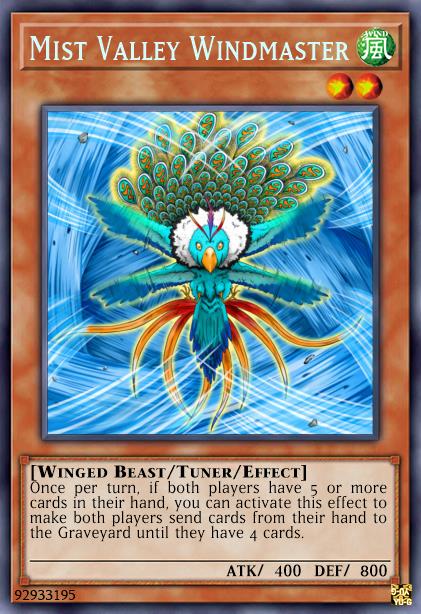 Mist Valley Windmaster
WIND
風
[Winged Beast/Tuner/Effect]
Once per turn, if both players have 5 or more
cards in their hand, you can activate this effect to
make both players send cards from their hand to
the Graveyard until they have 4 cards.
ATK/ 400 DEF/ 800
92933195